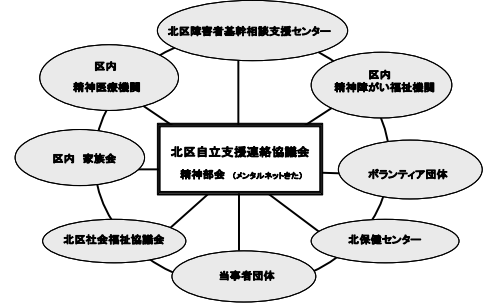 北区障害者基幹相談支援センター
区内
精神医療機関
区内
精神障がい福祉機関
北区自立支援連絡協議会
精神部会 (メンタルネットきた)
区内 家族会
ボランティア団体
北区社会福祉協議会
北保健センター
当事者団体